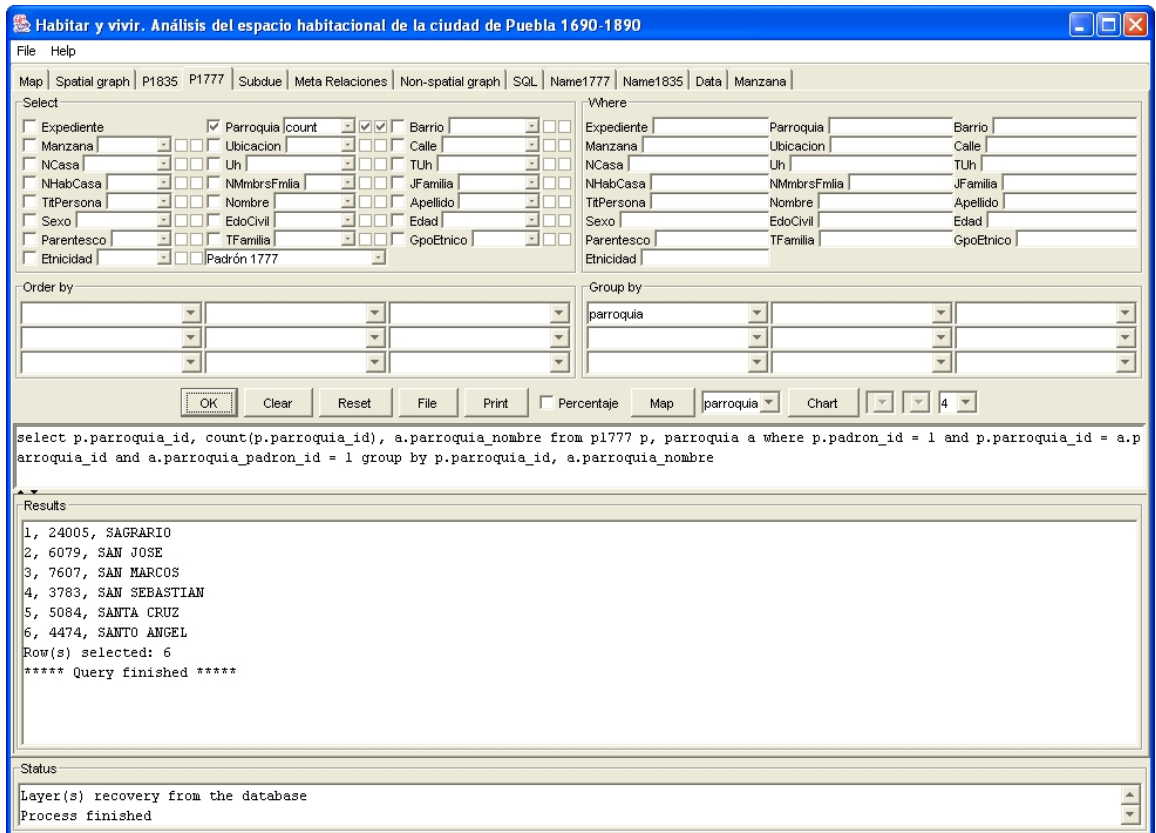 Habitar y vivir. Análisis del espacio habitacional de la ciudad de Puebla 1690-1890
File Help
Map Spatial graph P1835 P1777 Subdue Meta Relaciones Non-spatial graph SQL Name1777 Name1835 Data Manzana
Select Where
Expediente Parroquia count Barrio Expediente Parroquia Barrio
Manzana Ubicacion Calle Manzana Ubicacion Calle
NCasa Uh TUh NCasa Uh TUh
NHabCasa NMmbrsFmlia JFamilia NHabCasa NMmbrsFmlia JFamilia
TitPersona Nombre Apellido TitPersona Nombre Apellido
Sexo EdoCivil Edad Sexo EdoCivil Edad
Parentesco TFamilia GpoEtnico Parentesco TFamilia GpoEtnico
Etnicidad Padrón 1777 Etnicidad
Order by Group by
parroquia
OK Clear Reset File Print Percentaje Map parroquia Chart 4
select p.parroquia_id, count(p.parroquia_id), a.parroquia_nombre from p1777 p, parroquia a where p.padron_id = 1 and p.parroquia_id = a.p
arroquia_id and a.parroquia_padron_id = 1 group by p.parroquia_id, a.parroquia_nombre
Results
1, 24005, SAGRARIO
2, 6079, SAN JOSE
3, 7607, SAN MARCOS
4, 3783, SAN SEBASTIAN
5, 5084, SANTA CRUZ
6, 4474, SANTO ANGEL
Row(s) selected: 6
***** Query finished *****
Status
Layer(s) recovery from the database
Process finished